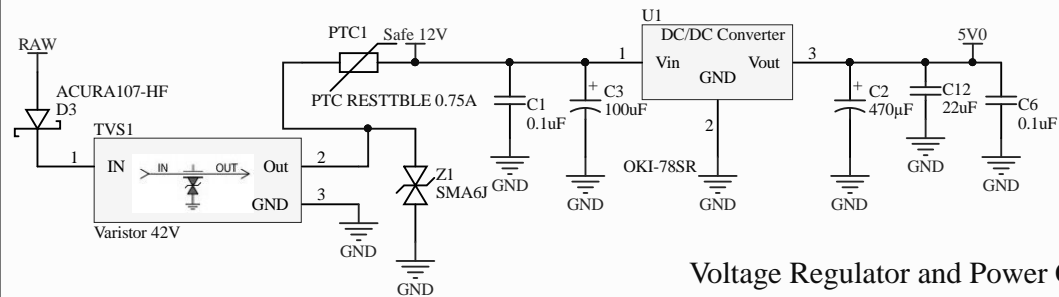 RAW
ACURA107-HF
D3
TVS1
1
IN
IN
OUT
Out
2
GND
3
Varistor 42V
GND
PTC1
PTC RESTTBLE 0.75A
Safe 12V
Z1
SMA6J
GND
C1
0.1uF
GND
+
C3
100uF
GND
U1
DC/DC Converter
1
Vin
Vout
3
GND
2
OKI-78SR
GND
+
C2
470µF
GND
C12
22uF
GND
5V0
C6
0.1uF
GND
Voltage Regulator and Power